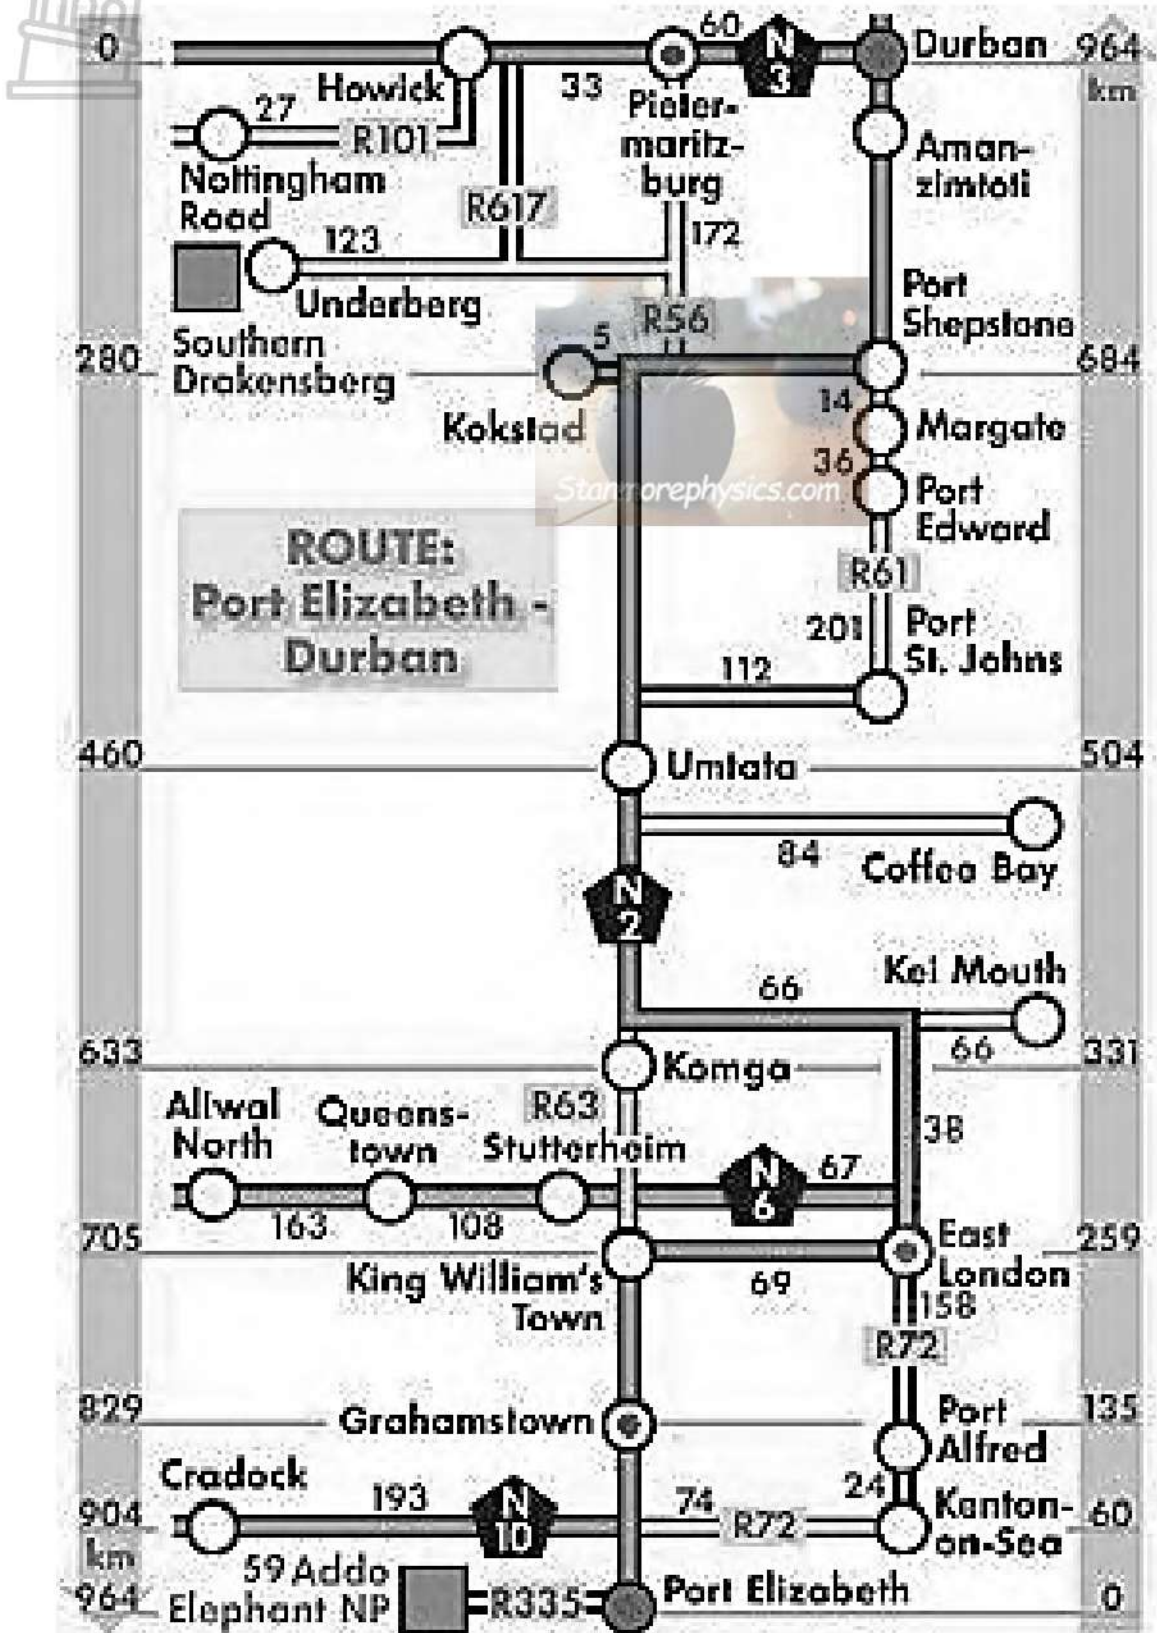 0
60
N
3
Durban
964
km
Howick
33
Pieter-
maritz-
burg
27
R101
Aman-
zimtoti
Nottingham
Road
R617
123
172
Underberg
Port
Shepstone
R56
5
Southern
Drakensberg
280
684
Kokstad
14
Margate
36
Stanmorephysics.com
Port
Edward
ROUTE:
Port Elizabeth -
Durban
R61
201
Port
St. Johns
112
460
Umtata
504
84
Coffee Bay
N
2
Kei Mouth
66
66
633
Komga
331
Aliwal
North
Queens-
town
R63
Stutterheim
38
N
6
67
163
108
705
East
London
259
King William's
Town
69
158
R72
829
Grahamstown
Port
Alfred
135
Cradock
193
N
10
74
R72
24
Kenton-
on-Sea
904
km
60
59 Addo
Elephant NP
R335
Port Elizabeth
964
0